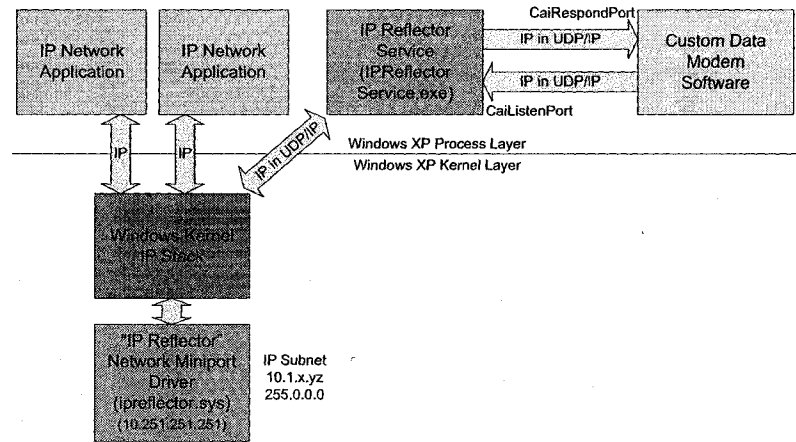 IP Network
Application
IP Network
Application
IP Reflector
Service
(IPReflector
Service.exe)
CaiRespondPort
IP in UDP/IP
IP in UDP/IP
CaiListenPort
Custom Data
Modem
Software
IP
IP
IP in UDP/IP
Windows XP Process Layer
Windows XP Kernel Layer
Windows Kernel
IP Stack
"IP Reflector"
Network Miniport
Driver
(ipreflector.sys)
(10.251.251.251)
IP Subnet
10.1.x.yz
255.0.0.0